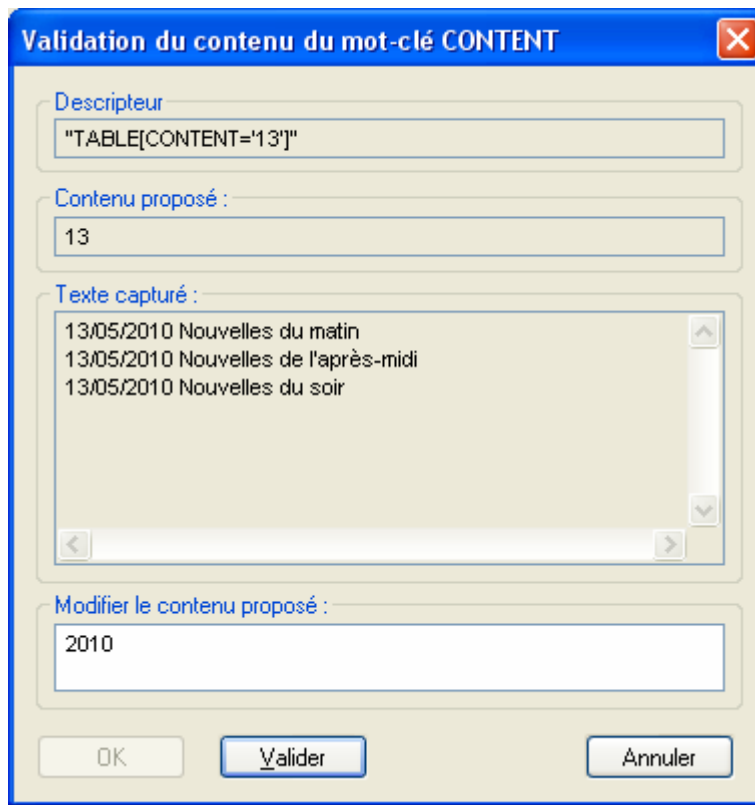 Validation du contenu du mot-clé CONTENT
Descripteur
"TABLE[CONTENT='13']"
Contenu proposé :
13
Texte capturé :
13/05/2010 Nouvelles du matin
13/05/2010 Nouvelles de l'après-midi
13/05/2010 Nouvelles du soir
Modifier le contenu proposé :
2010
OK Valider Annuler